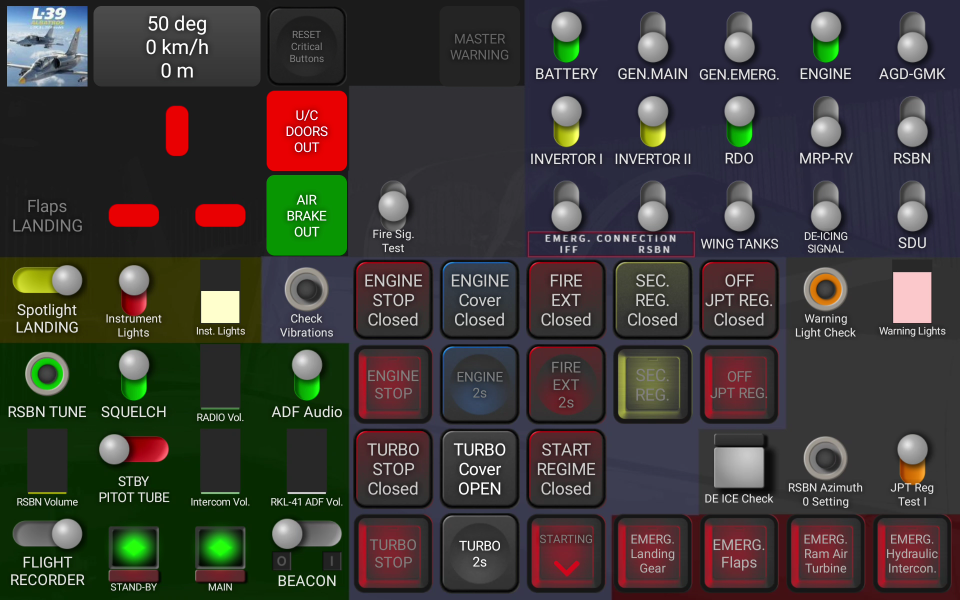 L-39
ALBATROS
50 deg
0 km/h
0 m
RESET
Critical
Buttons
MASTER
WARNING
BATTERY
GEN.MAIN
GEN.EMERG.
ENGINE
AGD-GMK
U/C
DOORS
OUT
INVERTOR I
INVERTOR II
RDO
MRP-RV
RSBN
Flaps
LANDING
AIR
BRAKE
OUT
Fire Sig.
Test
EMERG. CONNECTION
IFF
RSBN
WING TANKS
DE-ICING
SIGNAL
SDU
Spotlight
LANDING
Instrument
Lights
Inst. Lights
Check
Vibrations
ENGINE
STOP
Closed
ENGINE
Cover
Closed
FIRE
EXT
Closed
SEC.
REG.
Closed
OFF
JPT REG.
Closed
Warning
Light Check
Warning Lights
RSBN TUNE
SQUELCH
RADIO Vol.
ADF Audio
ENGINE
STOP
ENGINE
2s
FIRE
EXT
2s
SEC.
REG.
OFF
JPT REG.
RSBN Volume
STBY
PITOT TUBE
Intercom Vol.
RKL-41 ADF Vol.
TURBO
STOP
Closed
TURBO
Cover
OPEN
START
REGIME
Closed
DE ICE Check
RSBN Azimuth
0 Setting
JPT Reg
Test I
FLIGHT
RECORDER
STAND-BY
MAIN
O
I
BEACON
TURBO
STOP
TURBO
2s
STARTING
EMERG.
Landing
Gear
EMERG.
Flaps
EMERG.
Ram Air
Turbine
EMERG.
Hydraulic
Intercon.